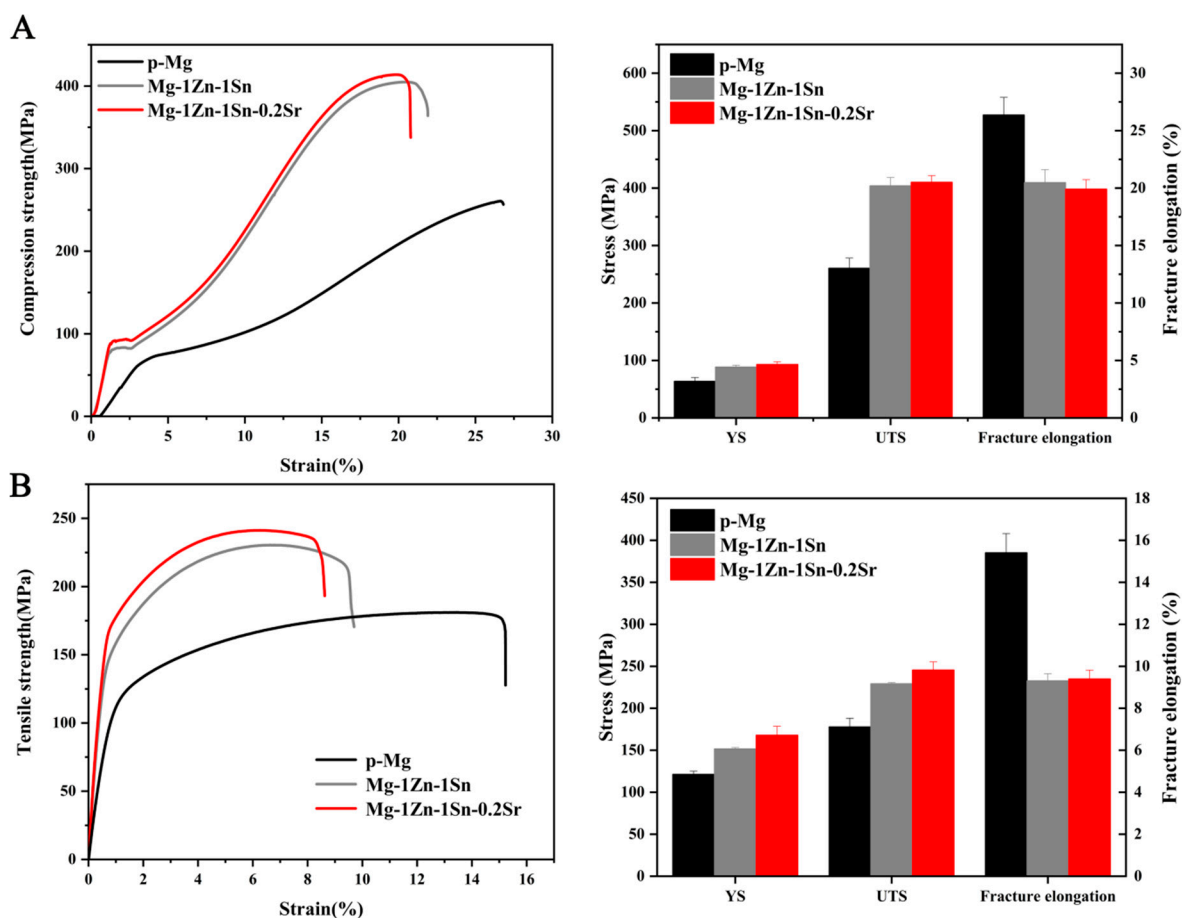 A
Compression strength(MPa)
400
300
200
100
0
p-Mg
Mg-1Zn-1Sn
Mg-1Zn-1Sn-0.2Sr
0 5 10 15 20 25 30
Strain(%)
Stress (MPa)
600
500
400
300
200
100
0
p-Mg
Mg-1Zn-1Sn
Mg-1Zn-1Sn-0.2Sr
YS UTS Fracture elongation
30
25
20
15
10
5
0
Fracture elongation (%)
B
Tensile strength(MPa)
250
200
150
100
50
0
p-Mg
Mg-1Zn-1Sn
Mg-1Zn-1Sn-0.2Sr
0 2 4 6 8 10 12 14 16
Strain(%)
Stress (MPa)
450
400
350
300
250
200
150
100
50
0
p-Mg
Mg-1Zn-1Sn
Mg-1Zn-1Sn-0.2Sr
YS UTS Fracture elongation
18
16
14
12
10
8
6
4
2
0
Fracture elongation (%)